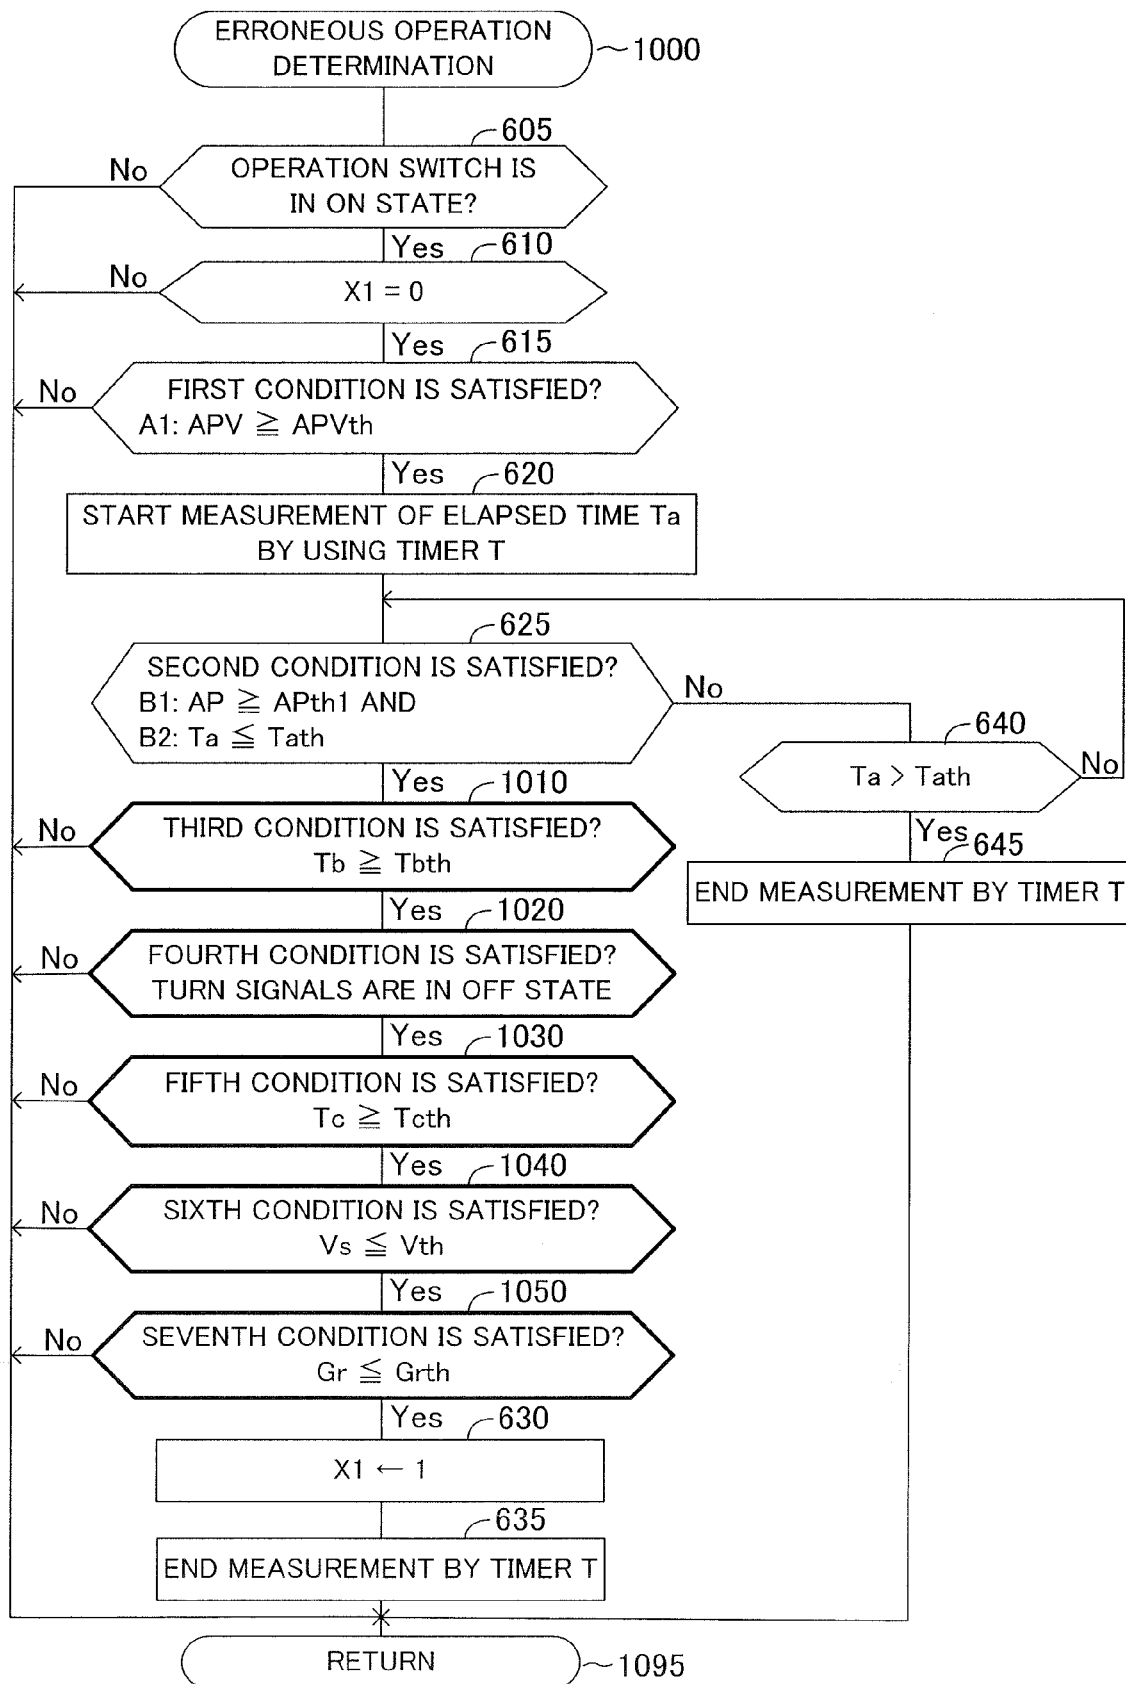 ERRONEOUS OPERATION
DETERMINATION
1000
605
No
OPERATION SWITCH IS
IN ON STATE?
Yes
610
No
X1 = 0
Yes
615
No
FIRST CONDITION IS SATISFIED?
A1: APV ≧ APVth
Yes
620
START MEASUREMENT OF ELAPSED TIME Ta
BY USING TIMER T
625
SECOND CONDITION IS SATISFIED?
B1: AP ≧ APth1 AND
B2: Ta ≦ Tath
No
640
Ta > Tath
No
Yes
645
END MEASUREMENT BY TIMER T
Yes
1010
No
THIRD CONDITION IS SATISFIED?
Tb ≧ Tbth
Yes
1020
No
FOURTH CONDITION IS SATISFIED?
TURN SIGNALS ARE IN OFF STATE
Yes
1030
No
FIFTH CONDITION IS SATISFIED?
Tc ≧ Tcth
Yes
1040
No
SIXTH CONDITION IS SATISFIED?
Vs ≦ Vth
Yes
1050
No
SEVENTH CONDITION IS SATISFIED?
Gr ≦ Grth
Yes
630
X1 ← 1
635
END MEASUREMENT BY TIMER T
RETURN
1095